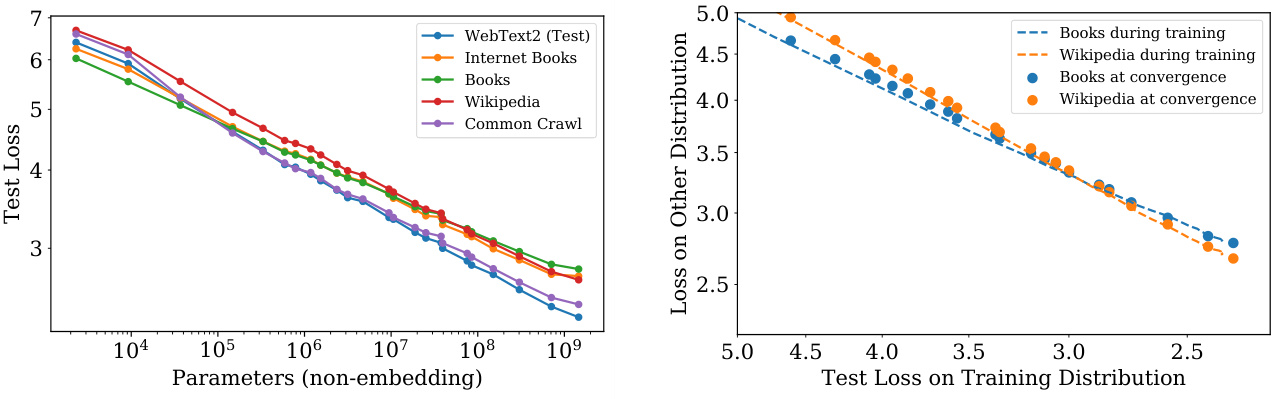 7
6
5
4
3
Test Loss
10^4
10^5
10^6
10^7
10^8
10^9
Parameters (non-embedding)
WebText2 (Test)
Internet Books
Books
Wikipedia
Common Crawl
5.0
4.5
4.0
3.5
3.0
2.5
Loss on Other Distribution
5.0
4.5
4.0
3.5
3.0
2.5
Test Loss on Training Distribution
Books during training
Wikipedia during training
Books at convergence
Wikipedia at convergence